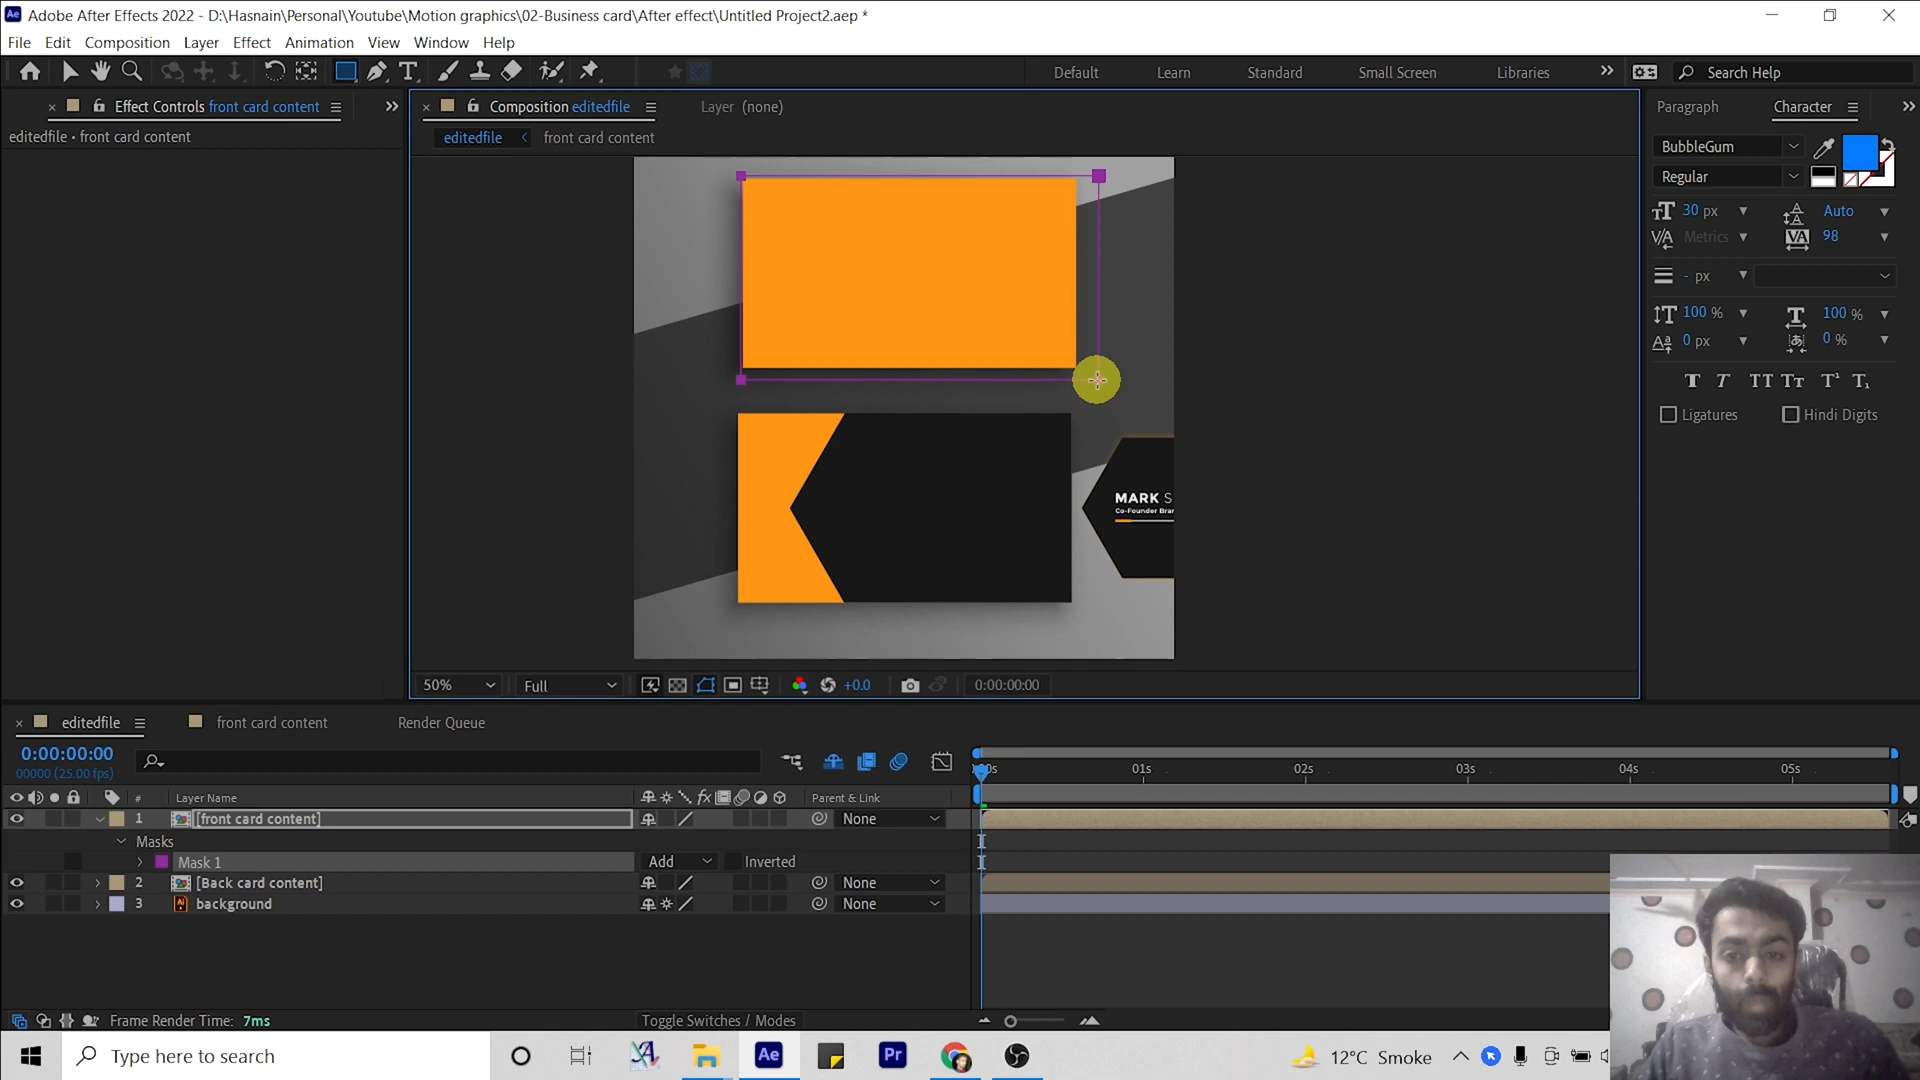 Adobe After Effects 2022 - D:\Hasnain\Personal\Youtube\Motion graphics\02-Business card\After effect\Untitled Project2.aep *
File Edit Composition Layer Effect Animation View Window Help
Default Learn Standard Small Screen Libraries Search Help
Effect Controls front card content
Composition editedfile
Layer (none)
Paragraph
Character
editedfile • front card content
editedfile
front card content
BubbleGum
Regular
30 px
Auto
Metrics
98
- px
100 %
100 %
0 px
0 %
Ligatures
Hindi Digits
MARK S
Co-Founder Bran
50%
Full
+0.0
0:00:00:00
editedfile
front card content
Render Queue
0:00:00:00
00000 (25.00 fps)
01s 02s 03s 04s 05s
# Layer Name
Parent & Link
1 [front card content] None
Masks
Mask 1 Add Inverted
2 [Back card content] None
3 background None
Frame Render Time: 7ms
Toggle Switches / Modes
Type here to search
12°C Smoke